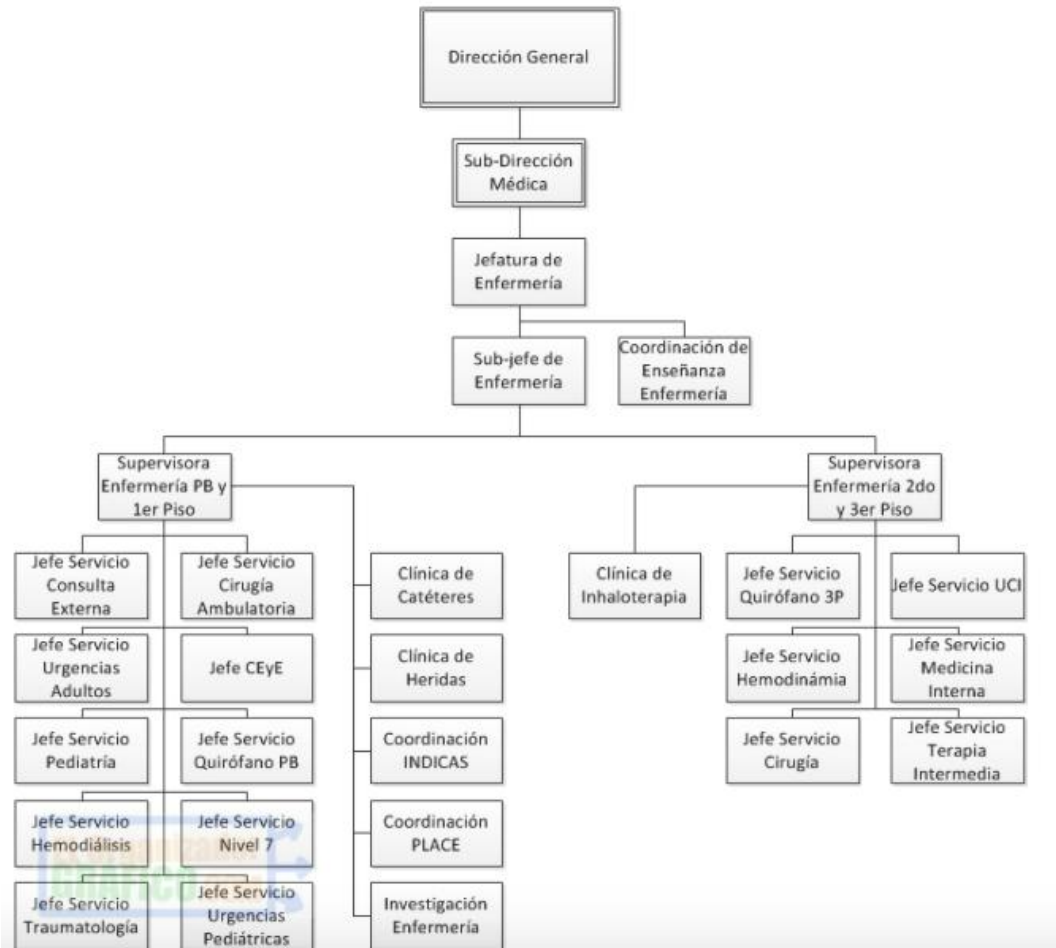 Dirección General
Sub-Dirección
Médica
Jefatura de
Enfermería
Sub-jefe de
Enfermería
Coordinación de
Enseñanza
Enfermería
Supervisora
Enfermería PB y
1er Piso
Jefe Servicio
Consulta
Externa
Jefe Servicio
Cirugía
Ambulatoria
Jefe Servicio
Urgencias
Adultos
Jefe CEyE
Jefe Servicio
Pediatría
Jefe Servicio
Quirófano PB
Jefe Servicio
Hemodiálisis
Jefe Servicio
Nivel 7
Jefe Servicio
Traumatología
Jefe Servicio
Urgencias
Pediátricas
Clínica de
Catéteres
Clínica de
Heridas
Coordinación
INDICAS
Coordinación
PLACE
Investigación
Enfermería
Supervisora
Enfermería 2do
y 3er Piso
Clínica de
Inhaloterapia
Jefe Servicio
Quirófano 3P
Jefe Servicio UCI
Jefe Servicio
Hemodinámia
Jefe Servicio
Medicina
Interna
Jefe Servicio
Cirugía
Jefe Servicio
Terapia
Intermedia
GRÁFICO